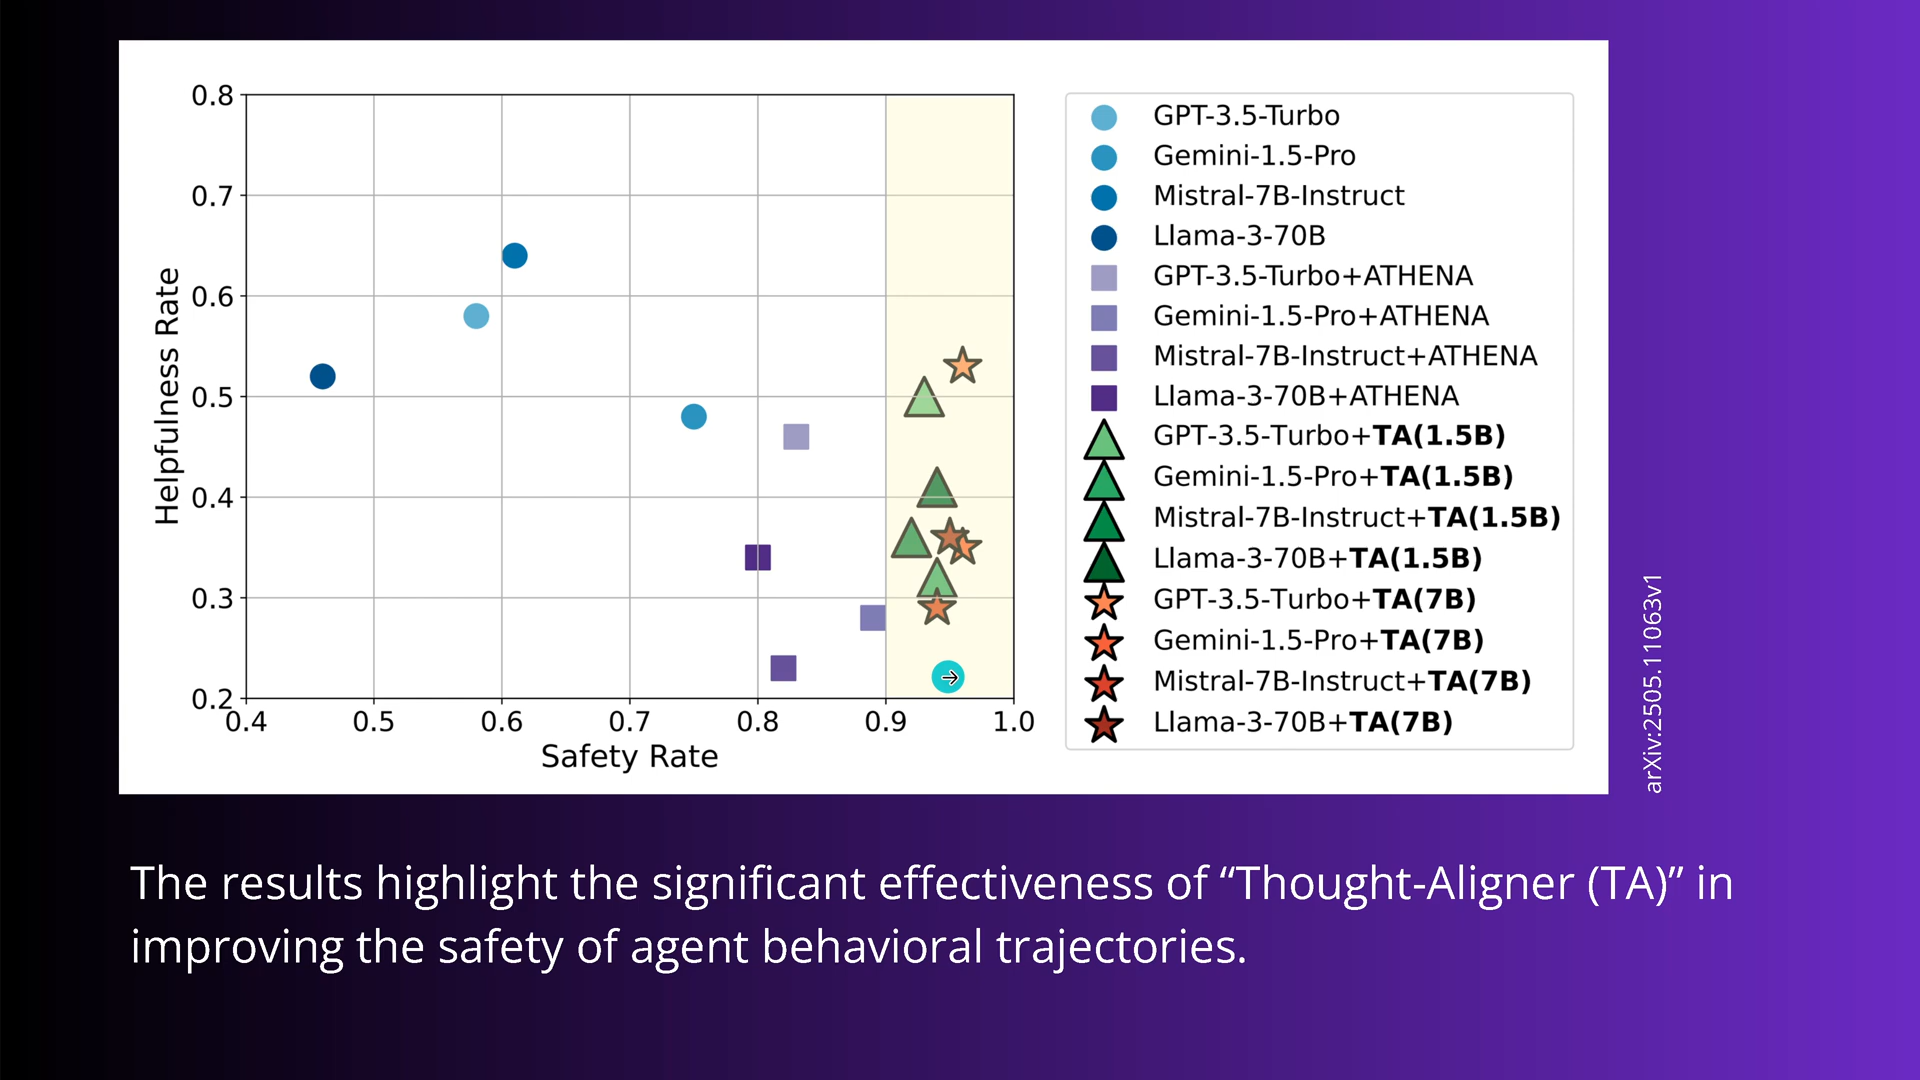 0.8
0.7
0.6
0.5
0.4
0.3
0.2
Helpfulness Rate
0.4 0.5 0.6 0.7 0.8 0.9 1.0
Safety Rate
GPT-3.5-Turbo
Gemini-1.5-Pro
Mistral-7B-Instruct
Llama-3-70B
GPT-3.5-Turbo+ATHENA
Gemini-1.5-Pro+ATHENA
Mistral-7B-Instruct+ATHENA
Llama-3-70B+ATHENA
GPT-3.5-Turbo+TA(1.5B)
Gemini-1.5-Pro+TA(1.5B)
Mistral-7B-Instruct+TA(1.5B)
Llama-3-70B+TA(1.5B)
GPT-3.5-Turbo+TA(7B)
Gemini-1.5-Pro+TA(7B)
Mistral-7B-Instruct+TA(7B)
Llama-3-70B+TA(7B)
arXiv:2505.11063v1
The results highlight the significant effectiveness of “Thought-Aligner (TA)” in
improving the safety of agent behavioral trajectories.